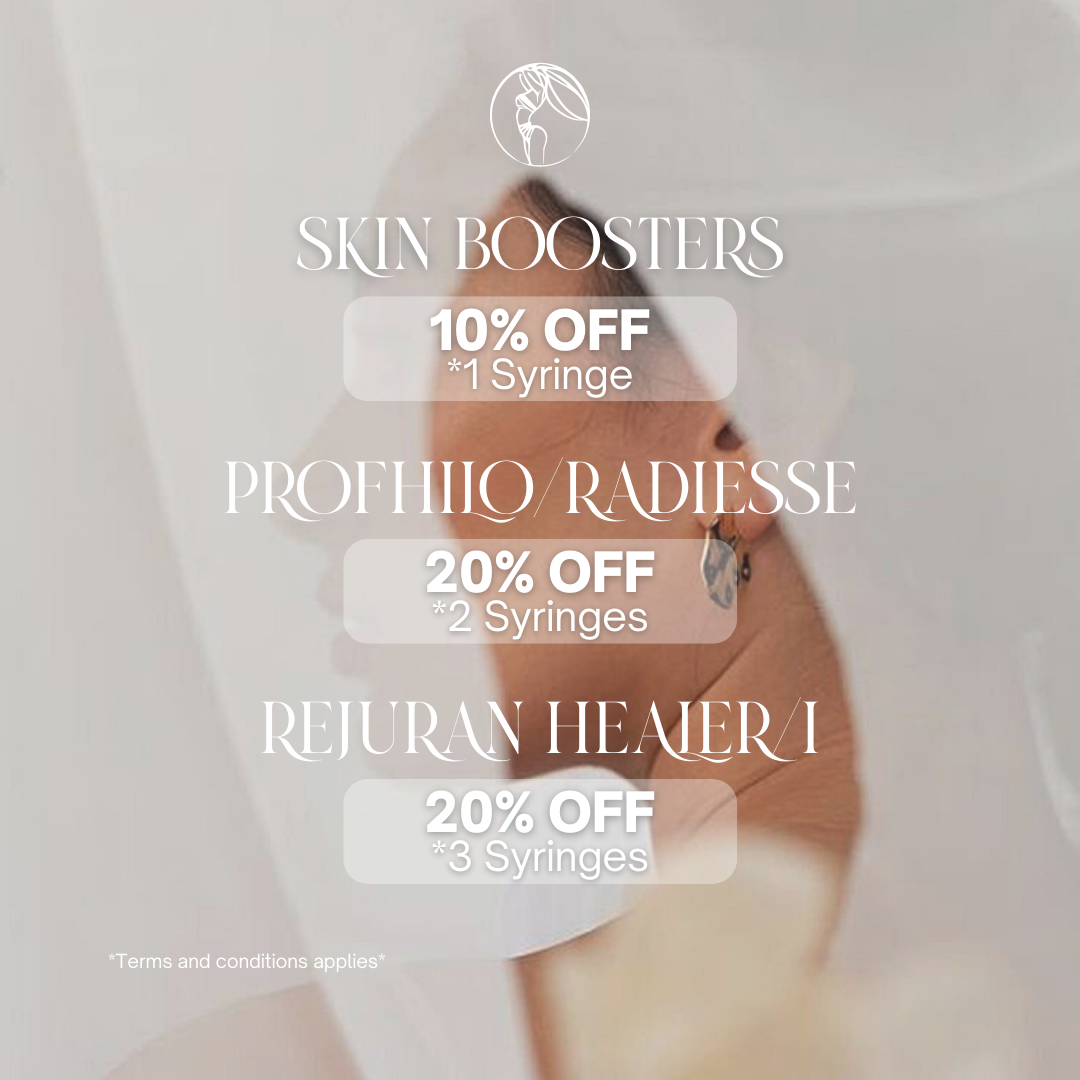 SKIN BOOSTERS
10% OFF
*1 Syringe
PROFHILO/RADIESSE
20% OFF
*2 Syringes
REJURAN HEALER/I
20% OFF
*3 Syringes
*Terms and conditions applies*